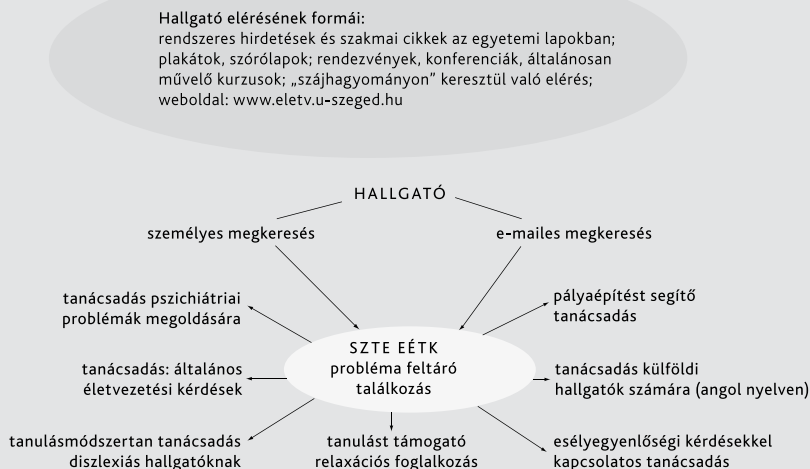 Hallgató elérésének formái:
rendszeres hirdetések és szakmai cikkek az egyetemi lapokban;
plakátok, szórólapok; rendezvények, konferenciák, általánosan
művelő kurzusok; „szájhagyományon” keresztül való elérés;
weboldal: www.eletv.u-szeged.hu
HALLGATÓ
személyes megkeresés
e-mailes megkeresés
tanácsadás pszichiátriai
problémák megoldására
pályaépítést segítő
tanácsadás
SZTE EÉTK
probléma feltáró
találkozás
tanácsadás: általános
életvezetési kérdések
tanácsadás külföldi
hallgatók számára (angol nyelven)
tanulásmódszertan tanácsadás
diszlexiás hallgatóknak
tanulást támogató
relaxációs foglalkozás
esélyegyenlőségi kérdésekkel
kapcsolatos tanácsadás